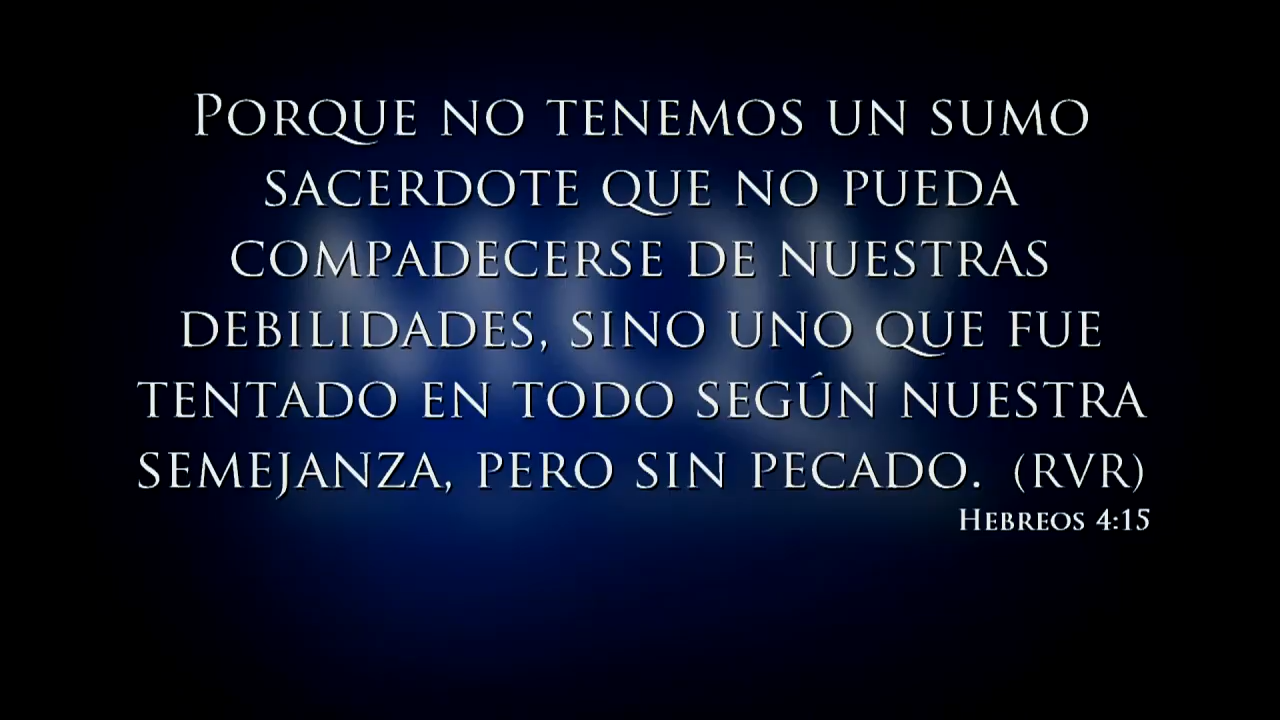 Porque no tenemos un sumo
sacerdote que no pueda
compadecerse de nuestras
debilidades, sino uno que fue
tentado en todo según nuestra
semejanza, pero sin pecado. (RVR)
Hebreos 4:15